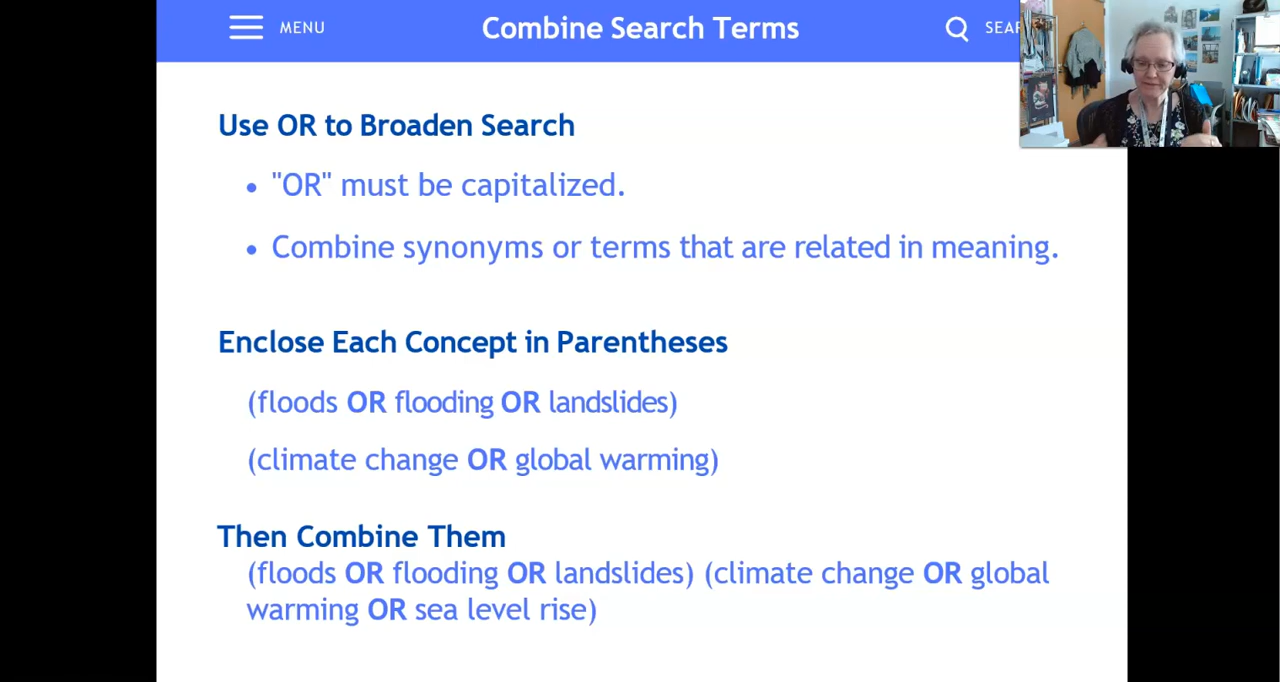 MENU
Combine Search Terms
Use OR to Broaden Search
• "OR" must be capitalized.
• Combine synonyms or terms that are related in meaning.
Enclose Each Concept in Parentheses
(floods OR flooding OR landslides)
(climate change OR global warming)
Then Combine Them
(floods OR flooding OR landslides) (climate change OR global
warming OR sea level rise)